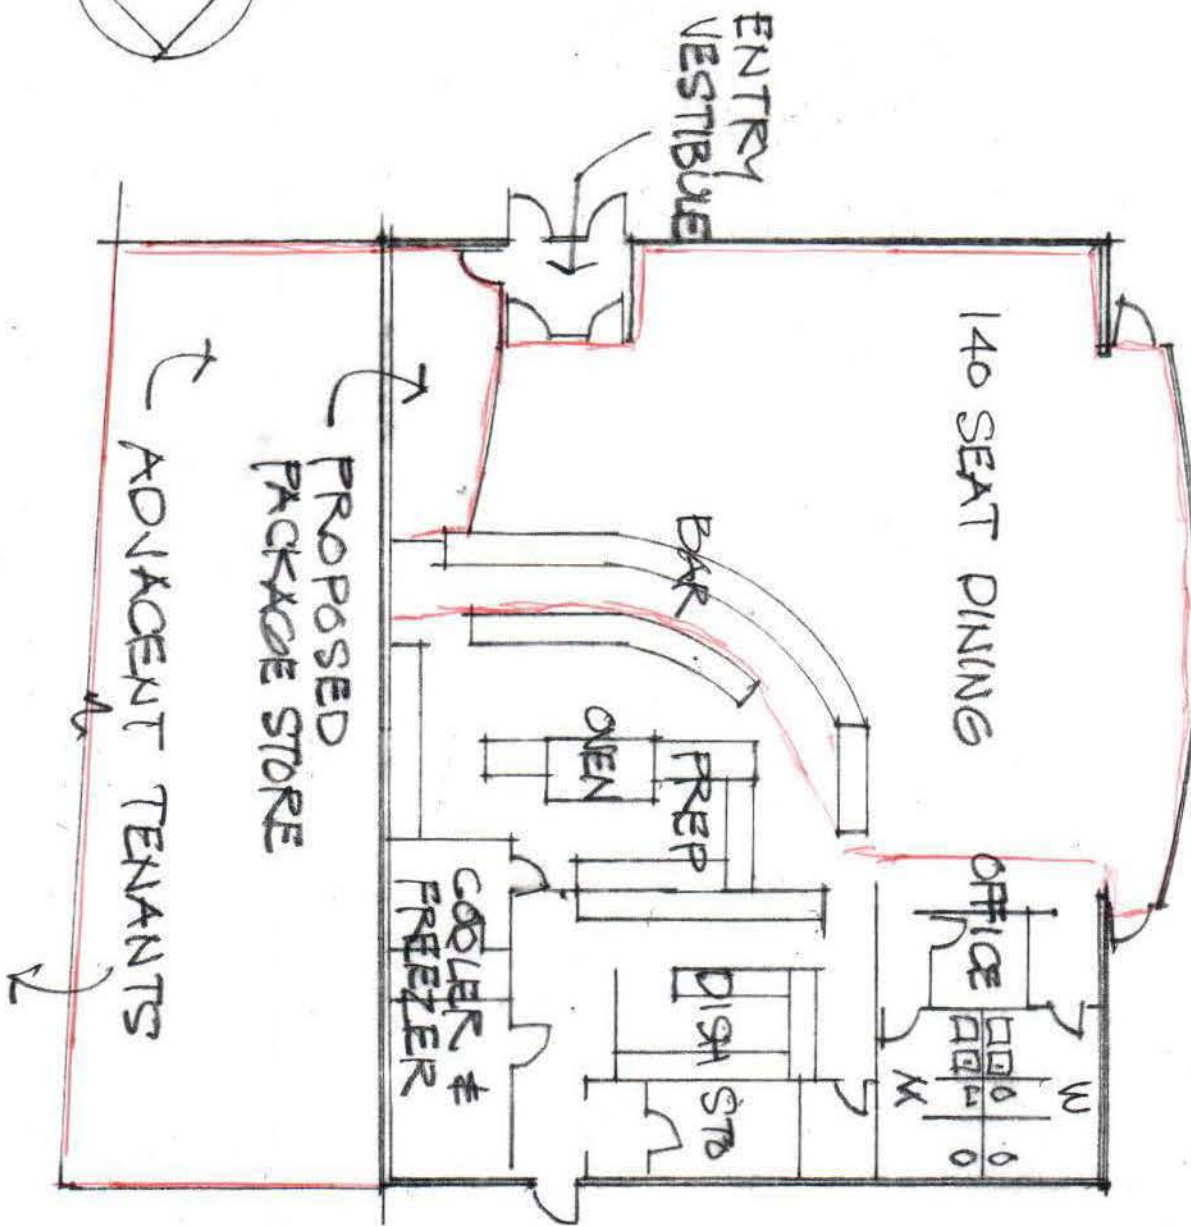 ENTRY
VESTIBULE
140 SEAT DINING
BAR
OVEN
PREP
OFFICE
W
M
DISH
STO
COOLER &
FREEZER
PROPOSED
PACKAGE STORE
ADJACENT TENANTS